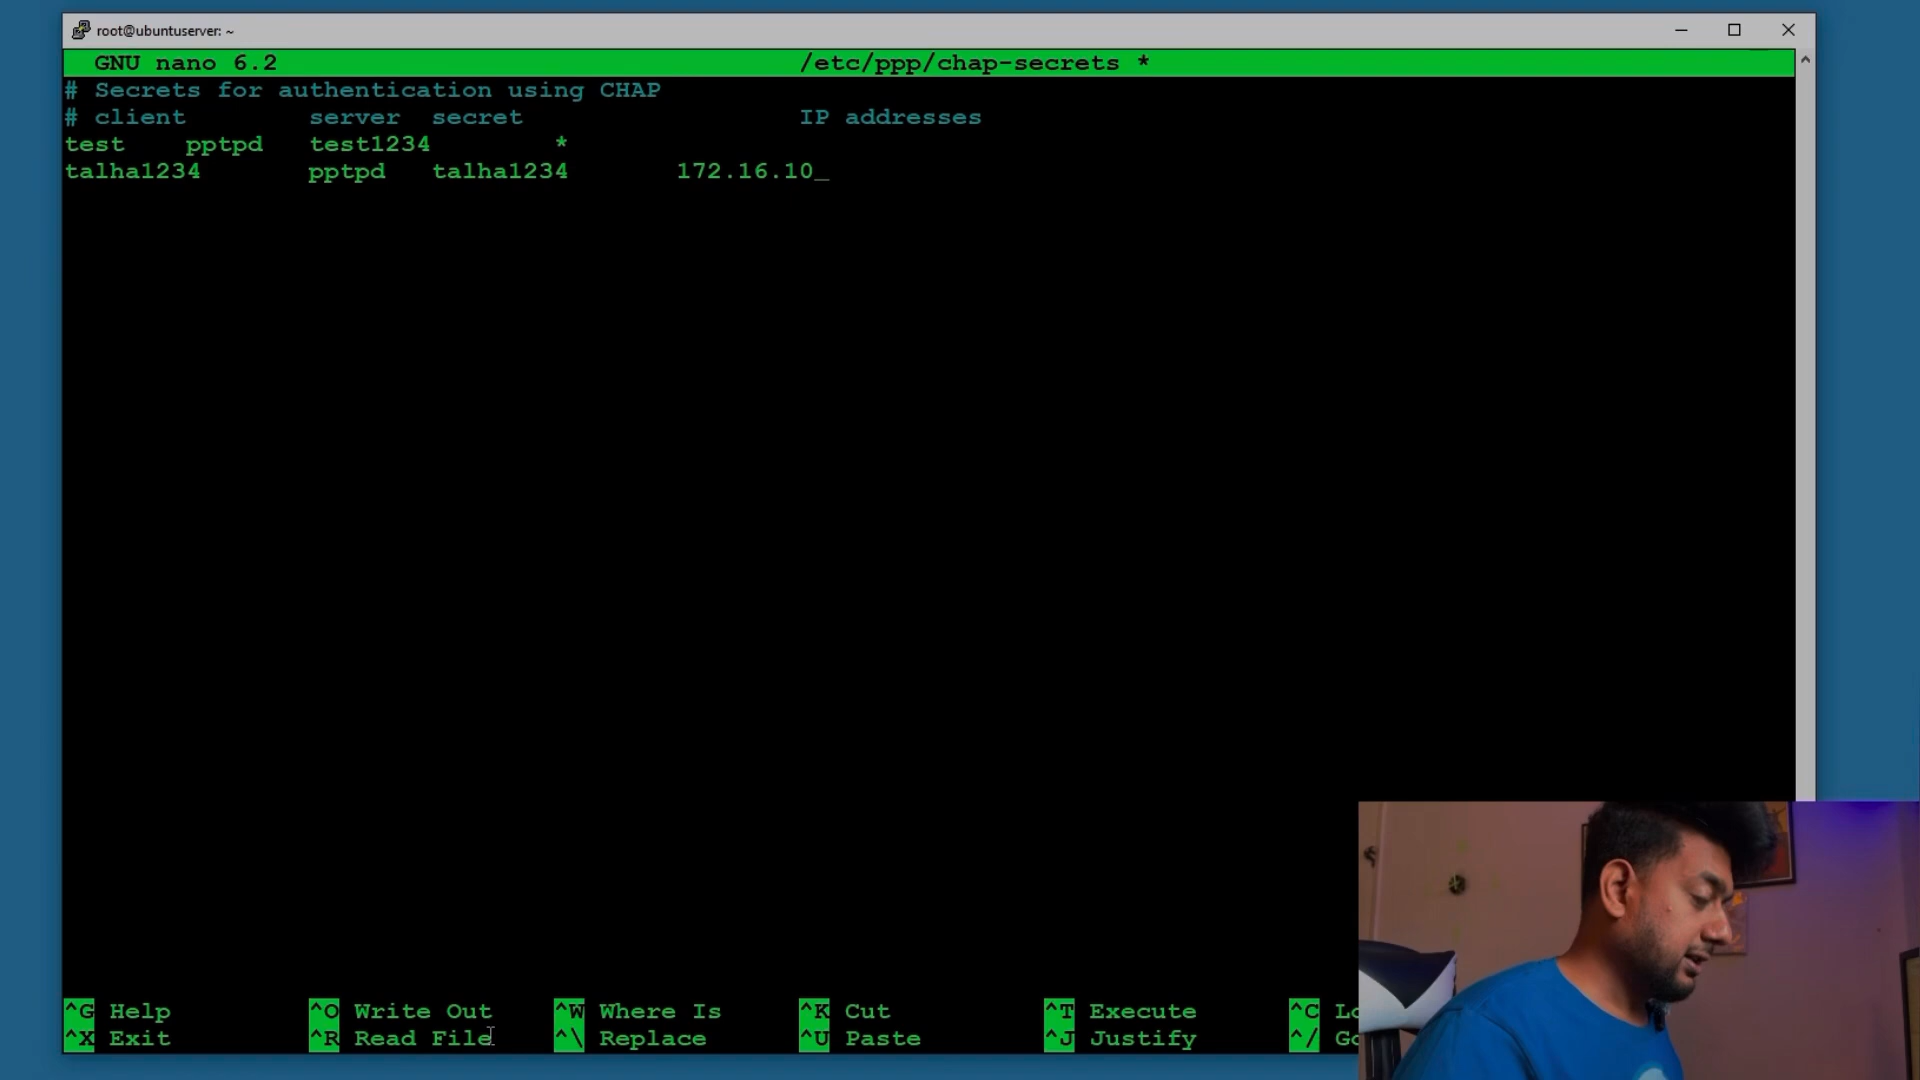 root@ubuntuserver: ~
GNU nano 6.2 /etc/ppp/chap-secrets *
# Secrets for authentication using CHAP
# client server secret IP addresses
test pptpd test1234 *
talha1234 pptpd talha1234 172.16.10_
^G Help ^O Write Out ^W Where Is ^K Cut ^T Execute ^C Lo
^X Exit ^R Read File ^\ Replace ^U Paste ^J Justify ^/ Go